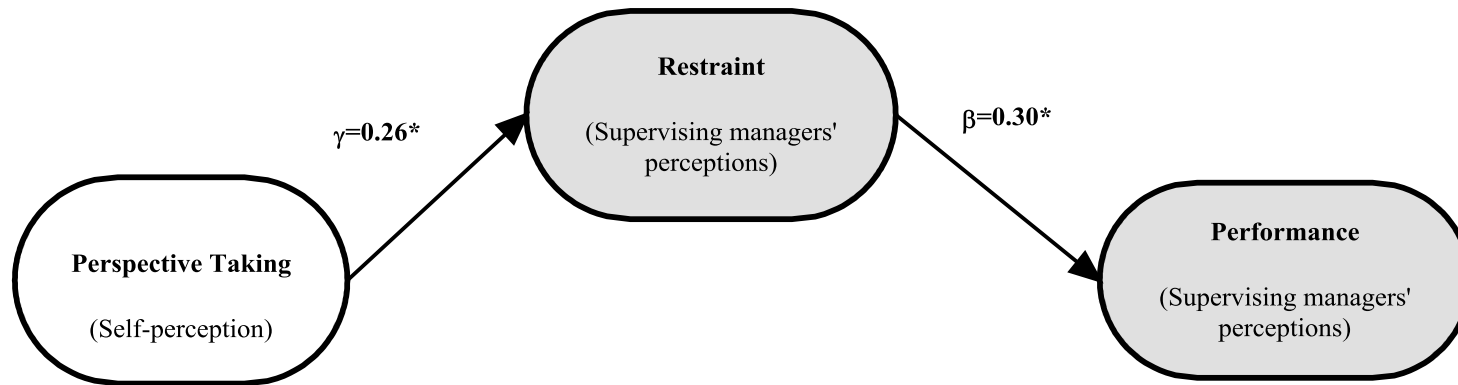 Perspective Taking
(Self-perception)
γ=0.26*
Restraint
(Supervising managers'
perceptions)
β=0.30*
Performance
(Supervising managers'
perceptions)